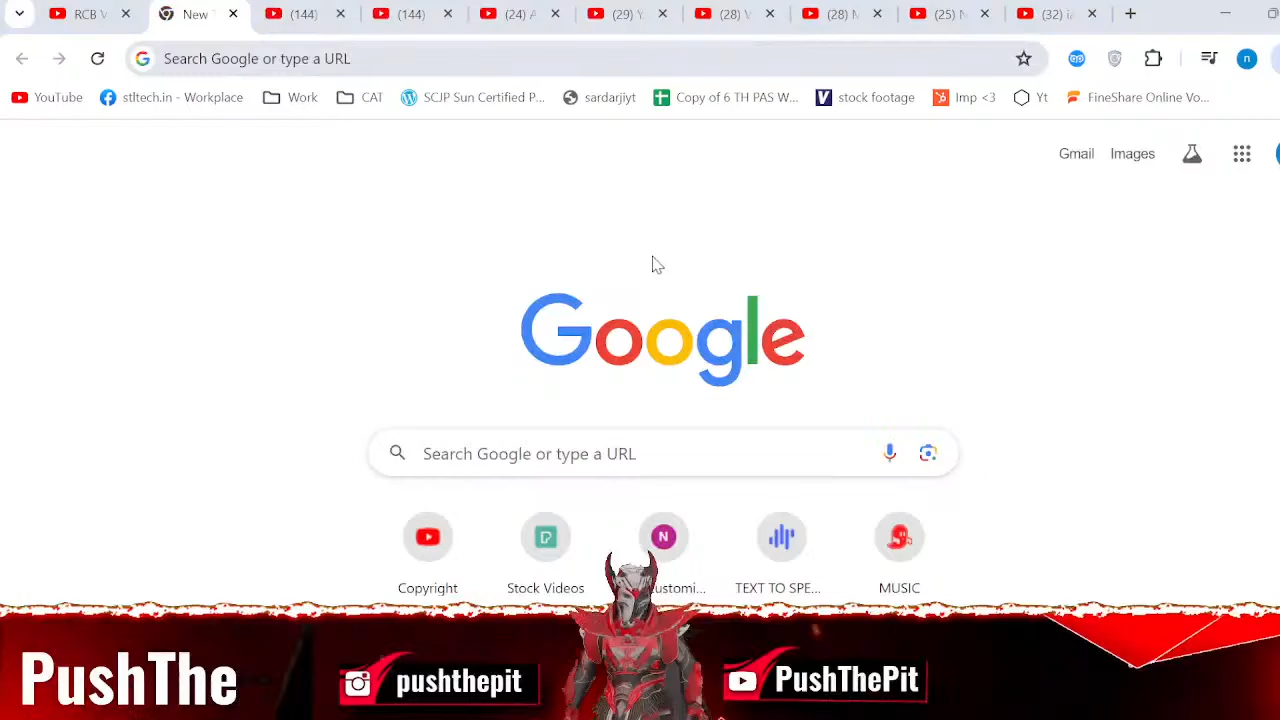 RCB V
New T
(144)
(144)
(24) A
(29) Y
(28) V
(28) M
(25) N
(32) i
Search Google or type a URL
n
YouTube
stltech.in - Workplace
Work
CAT
SCJP Sun Certified P...
sardarjiyt
Copy of 6 TH PAS W...
stock footage
Imp <3
Yt
FineShare Online Vo...
Gmail
Images
Google
Search Google or type a URL
N
Copyright
Stock Videos
ustomi...
TEXT TO SPE...
MUSIC
PushThe
pushthepit
PushThePit